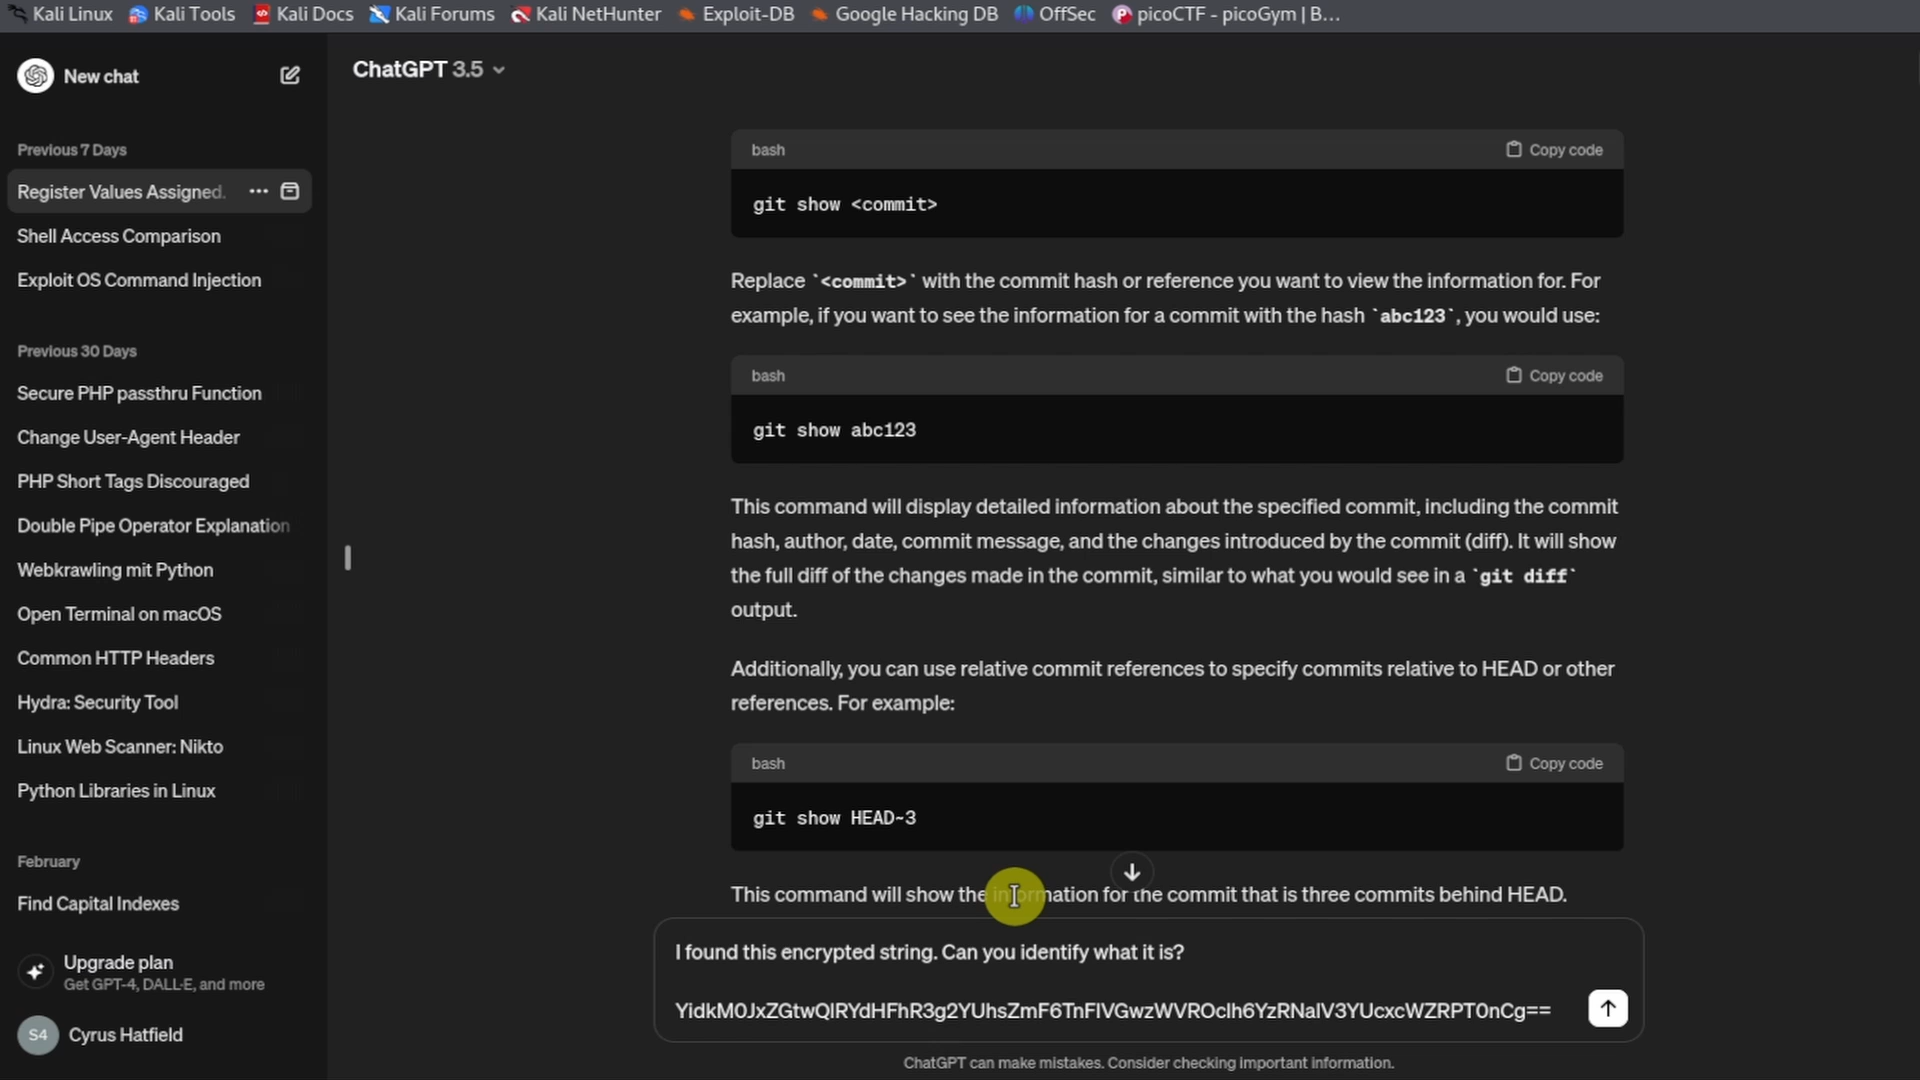 Kali Linux Kali Tools Kali Docs Kali Forums Kali NetHunter Exploit-DB Google Hacking DB OffSec picoCTF - picoGym | B...
New chat
Previous 7 Days
Register Values Assigned.
Shell Access Comparison
Exploit OS Command Injection
Previous 30 Days
Secure PHP passthru Function
Change User-Agent Header
PHP Short Tags Discouraged
Double Pipe Operator Explanation
Webkrawling mit Python
Open Terminal on macOS
Common HTTP Headers
Hydra: Security Tool
Linux Web Scanner: Nikto
Python Libraries in Linux
February
Find Capital Indexes
Upgrade plan
Get GPT-4, DALL·E, and more
S4 Cyrus Hatfield
ChatGPT 3.5
bash Copy code
git show <commit>
Replace `<commit>` with the commit hash or reference you want to view the information for. For
example, if you want to see the information for a commit with the hash `abc123`, you would use:
bash Copy code
git show abc123
This command will display detailed information about the specified commit, including the commit
hash, author, date, commit message, and the changes introduced by the commit (diff). It will show
the full diff of the changes made in the commit, similar to what you would see in a `git diff`
output.
Additionally, you can use relative commit references to specify commits relative to HEAD or other
references. For example:
bash Copy code
git show HEAD~3
This command will show the information for the commit that is three commits behind HEAD.
I found this encrypted string. Can you identify what it is?
YidkM0JxZGtwQlRYdHFhR3g2YUhsZmF6TnFlVGwzWVROclh6YzRNalV3YUcxcWZRPT0nCg==
ChatGPT can make mistakes. Consider checking important information.